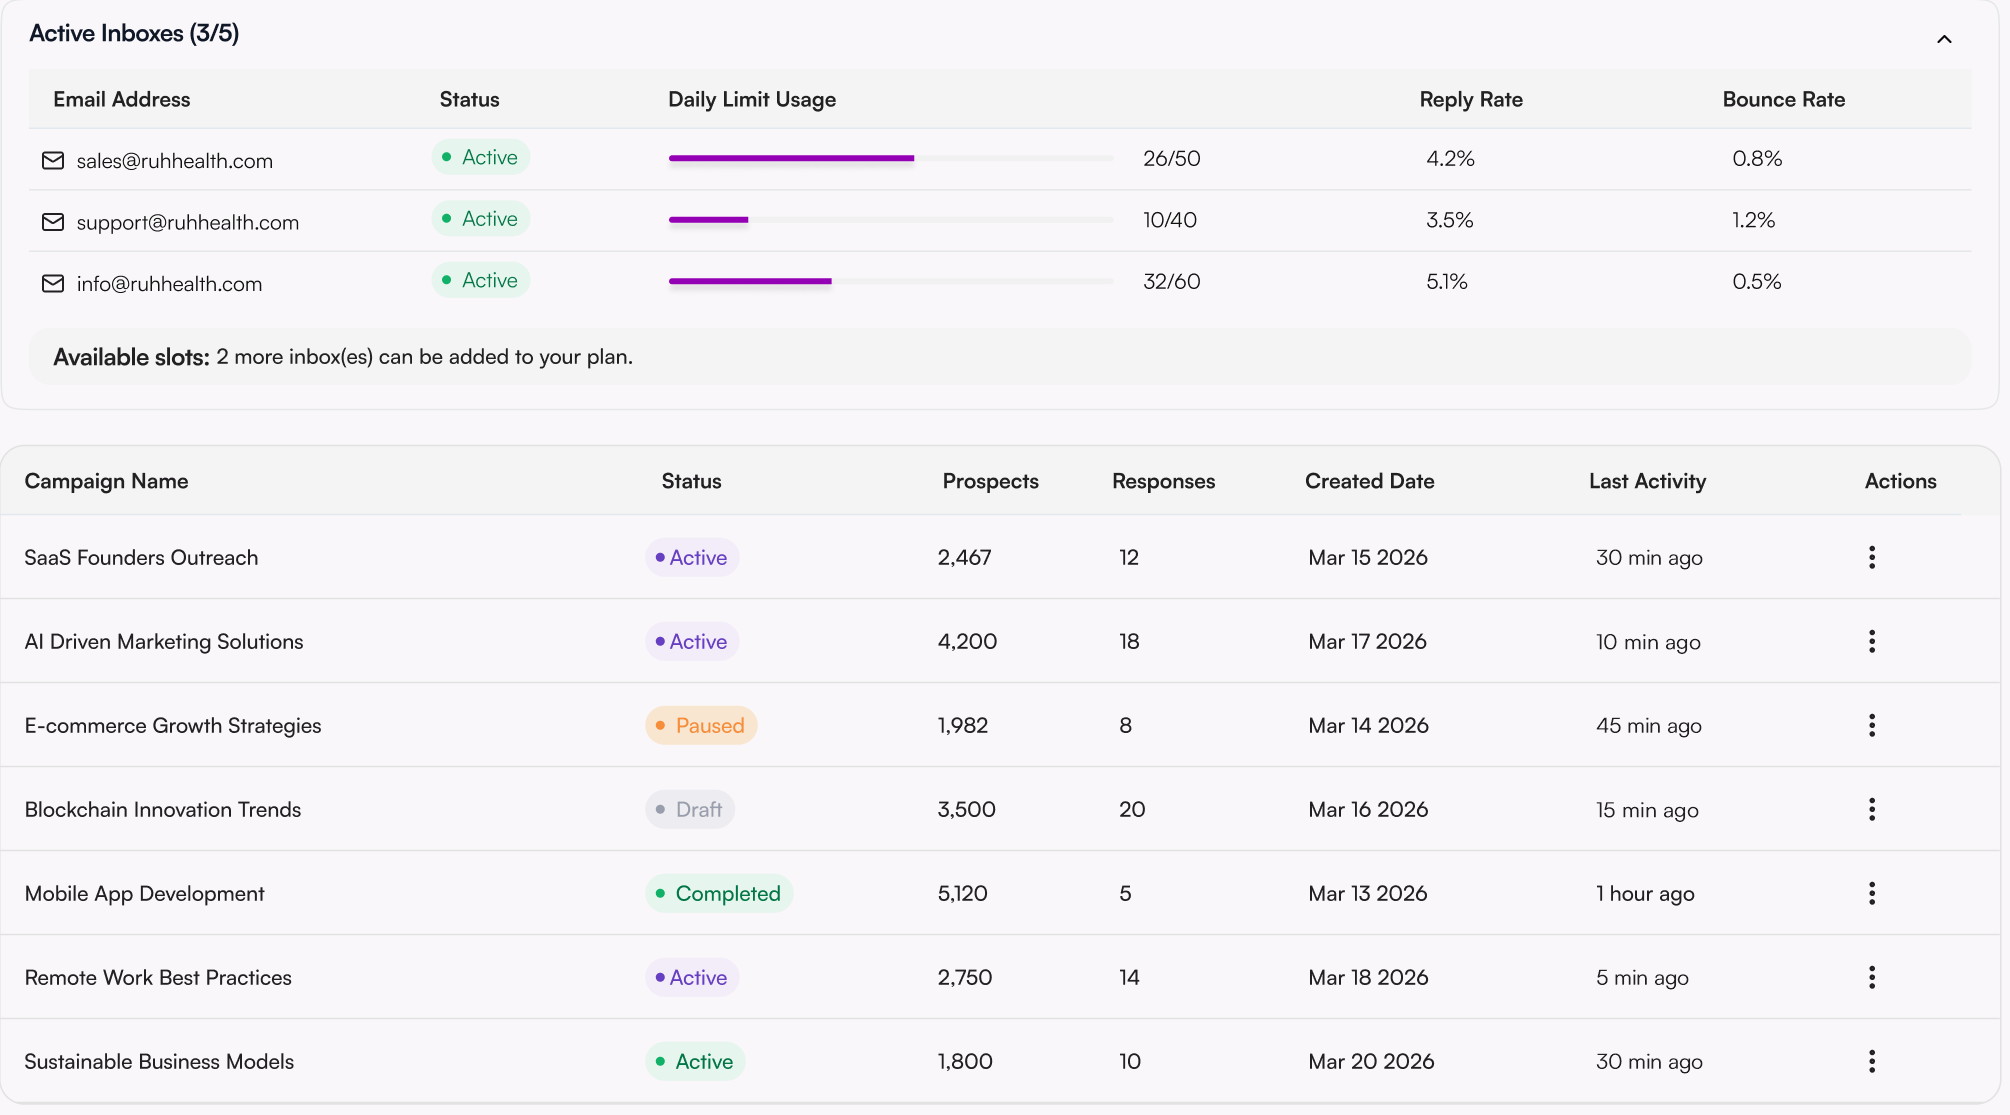 Active Inboxes (3/5)
Email Address Status Daily Limit Usage Reply Rate Bounce Rate
sales@ruhhealth.com Active 26/50 4.2% 0.8%
support@ruhhealth.com Active 10/40 3.5% 1.2%
info@ruhhealth.com Active 32/60 5.1% 0.5%
Available slots: 2 more inbox(es) can be added to your plan.
Campaign Name Status Prospects Responses Created Date Last Activity Actions
SaaS Founders Outreach Active 2,467 12 Mar 15 2026 30 min ago
AI Driven Marketing Solutions Active 4,200 18 Mar 17 2026 10 min ago
E-commerce Growth Strategies Paused 1,982 8 Mar 14 2026 45 min ago
Blockchain Innovation Trends Draft 3,500 20 Mar 16 2026 15 min ago
Mobile App Development Completed 5,120 5 Mar 13 2026 1 hour ago
Remote Work Best Practices Active 2,750 14 Mar 18 2026 5 min ago
Sustainable Business Models Active 1,800 10 Mar 20 2026 30 min ago